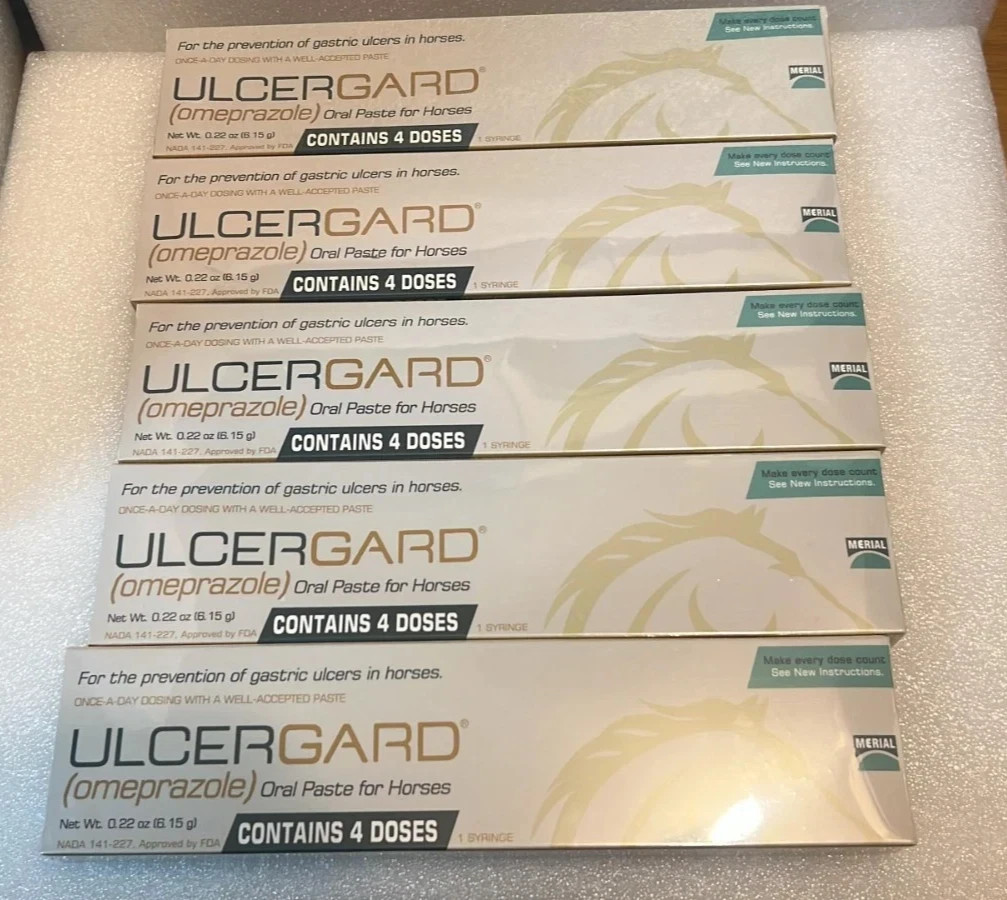 For the prevention of gastric ulcers in horses.
ONCE-A-DAY DOSING WITH A WELL-ACCEPTED PASTE
ULCERGARD®
(omeprazole) Oral Paste for Horses
Net Wt. 0.22 oz (6.15 g)
NADA 141-227, Approved by FDA
CONTAINS 4 DOSES
1 SYRINGE
Make every dose count
See New Instructions.
MERIAL
For the prevention of gastric ulcers in horses.
ONCE-A-DAY DOSING WITH A WELL-ACCEPTED PASTE
ULCERGARD®
(omeprazole) Oral Paste for Horses
Net Wt. 0.22 oz (6.15 g)
NADA 141-227, Approved by FDA
CONTAINS 4 DOSES
1 SYRINGE
Make every dose count
See New Instructions.
MERIAL
For the prevention of gastric ulcers in horses.
ONCE-A-DAY DOSING WITH A WELL-ACCEPTED PASTE
ULCERGARD®
(omeprazole) Oral Paste for Horses
Net Wt. 0.22 oz (6.15 g)
NADA 141-227, Approved by FDA
CONTAINS 4 DOSES
1 SYRINGE
Make every dose count
See New Instructions.
MERIAL
For the prevention of gastric ulcers in horses.
ONCE-A-DAY DOSING WITH A WELL-ACCEPTED PASTE
ULCERGARD®
(omeprazole) Oral Paste for Horses
Net Wt. 0.22 oz (6.15 g)
NADA 141-227, Approved by FDA
CONTAINS 4 DOSES
1 SYRINGE
Make every dose count
See New Instructions.
MERIAL
For the prevention of gastric ulcers in horses.
ONCE-A-DAY DOSING WITH A WELL-ACCEPTED PASTE
ULCERGARD®
(omeprazole) Oral Paste for Horses
Net Wt. 0.22 oz (6.15 g)
NADA 141-227, Approved by FDA
CONTAINS 4 DOSES
1 SYRINGE
Make every dose count
See New Instructions.
MERIAL